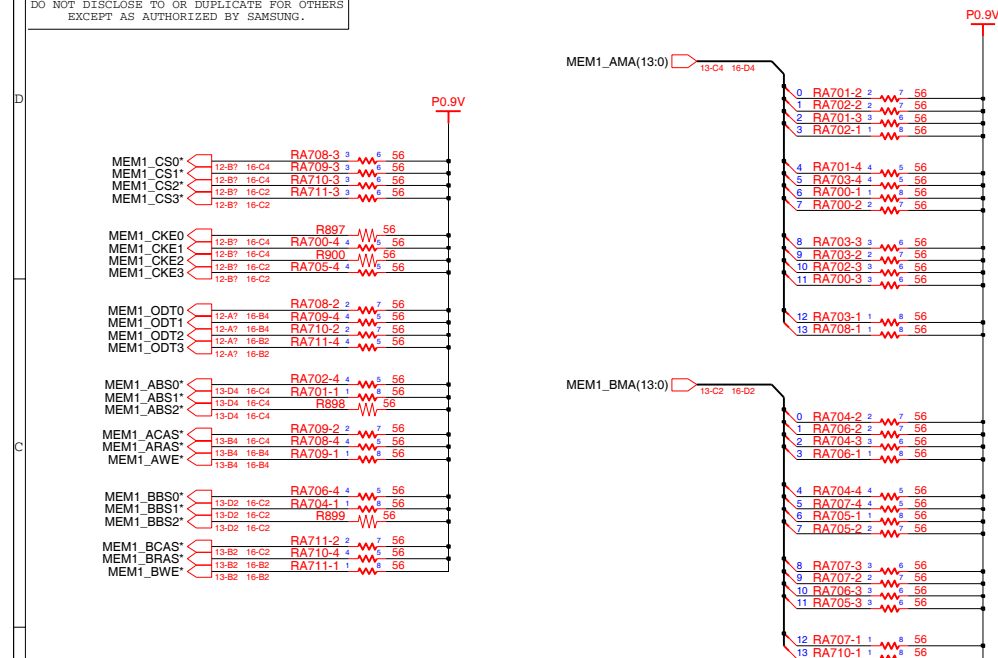 DO NOT DISCLOSE TO OR DUPLICATE FOR OTHERS
EXCEPT AS AUTHORIZED BY SAMSUNG.
D
C
P0.9V
MEM1_CS0* 12-B? 16-C4 RA708-3 3 6 56
MEM1_CS1* 12-B? 16-C4 RA709-3 3 6 56
MEM1_CS2* 12-B? 16-C2 RA710-3 3 6 56
MEM1_CS3* 12-B? 16-C2 RA711-3 3 6 56
MEM1_CKE0 12-B? 16-C4 R897 56
MEM1_CKE1 12-B? 16-C4 RA700-4 4 5 56
MEM1_CKE2 12-B? 16-C2 R900 56
MEM1_CKE3 12-B? 16-C2 RA705-4 4 5 56
MEM1_ODT0 12-A? 16-B4 RA708-2 2 7 56
MEM1_ODT1 12-A? 16-B4 RA709-4 4 5 56
MEM1_ODT2 12-A? 16-B2 RA710-2 2 7 56
MEM1_ODT3 12-A? 16-B2 RA711-4 4 5 56
MEM1_ABS0* 13-D4 16-C4 RA702-4 4 5 56
MEM1_ABS1* 13-D4 16-C4 RA701-1 1 8 56
MEM1_ABS2* 13-D4 16-C4 R898 56
MEM1_ACAS* 13-B4 16-C4 RA709-2 2 7 56
MEM1_ARAS* 13-B4 16-B4 RA708-4 4 5 56
MEM1_AWE* 13-B4 16-B4 RA709-1 1 8 56
MEM1_BBS0* 13-D2 16-C2 RA706-4 4 5 56
MEM1_BBS1* 13-D2 16-C2 RA704-1 1 8 56
MEM1_BBS2* 13-D2 16-C2 R899 56
MEM1_BCAS* 13-B2 16-C2 RA711-2 2 7 56
MEM1_BRAS* 13-B2 16-B2 RA710-4 4 5 56
MEM1_BWE* 13-B2 16-B2 RA711-1 1 8 56
P0.9V
MEM1_AMA(13:0) 13-C4 16-D4
0 RA701-2 2 7 56
1 RA702-2 2 7 56
2 RA701-3 3 6 56
3 RA702-1 1 8 56
4 RA701-4 4 5 56
5 RA703-4 4 5 56
6 RA700-1 1 8 56
7 RA700-2 2 7 56
8 RA703-3 3 6 56
9 RA703-2 2 7 56
10 RA702-3 3 6 56
11 RA700-3 3 6 56
12 RA703-1 1 8 56
13 RA708-1 1 8 56
MEM1_BMA(13:0) 13-C2 16-D2
0 RA704-2 2 7 56
1 RA706-2 2 7 56
2 RA704-3 3 6 56
3 RA706-1 1 8 56
4 RA704-4 4 5 56
5 RA707-4 4 5 56
6 RA705-1 1 8 56
7 RA705-2 2 7 56
8 RA707-3 3 6 56
9 RA707-2 2 7 56
10 RA706-3 3 6 56
11 RA705-3 3 6 56
12 RA707-1 1 8 56
13 RA710-1 1 8 56